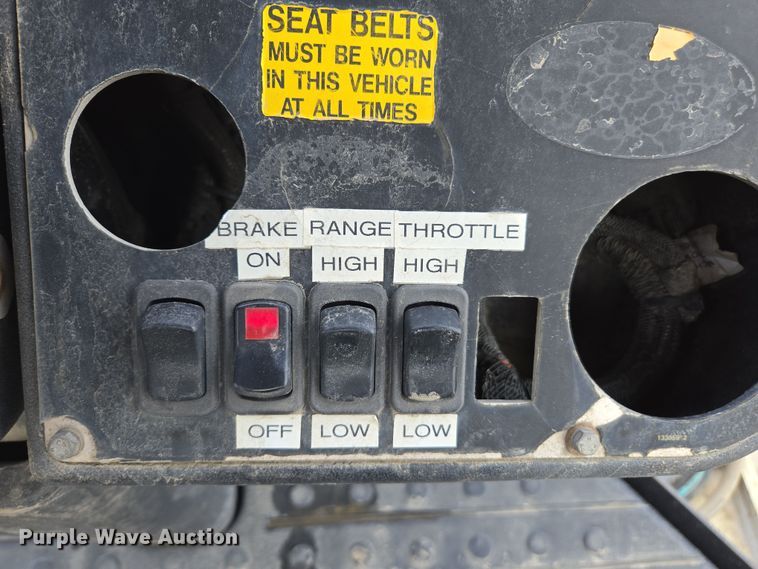 SEAT BELTS
MUST BE WORN
IN THIS VEHICLE
AT ALL TIMES
BRAKE RANGE THROTTLE
ON HIGH HIGH
OFF LOW LOW
Purple Wave Auction